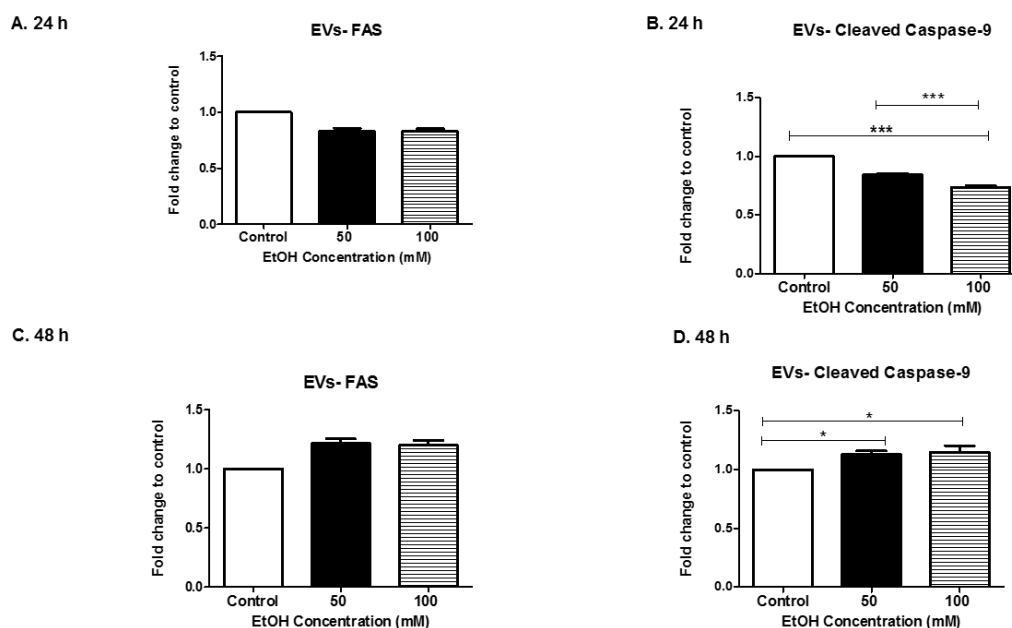 A. 24 h
EVs- FAS
Fold change to control
1.5
1.0
0.5
0.0
Control 50 100
EtOH Concentration (mM)
B. 24 h
EVs- Cleaved Caspase-9
Fold change to control
1.5
1.0
0.5
0.0
***
***
Control 50 100
EtOH Concentration (mM)
C. 48 h
EVs- FAS
Fold change to control
1.5
1.0
0.5
0.0
Control 50 100
EtOH Concentration (mM)
D. 48 h
EVs- Cleaved Caspase-9
Fold change to control
1.5
1.0
0.5
0.0
*
*
Control 50 100
EtOH Concentration (mM)